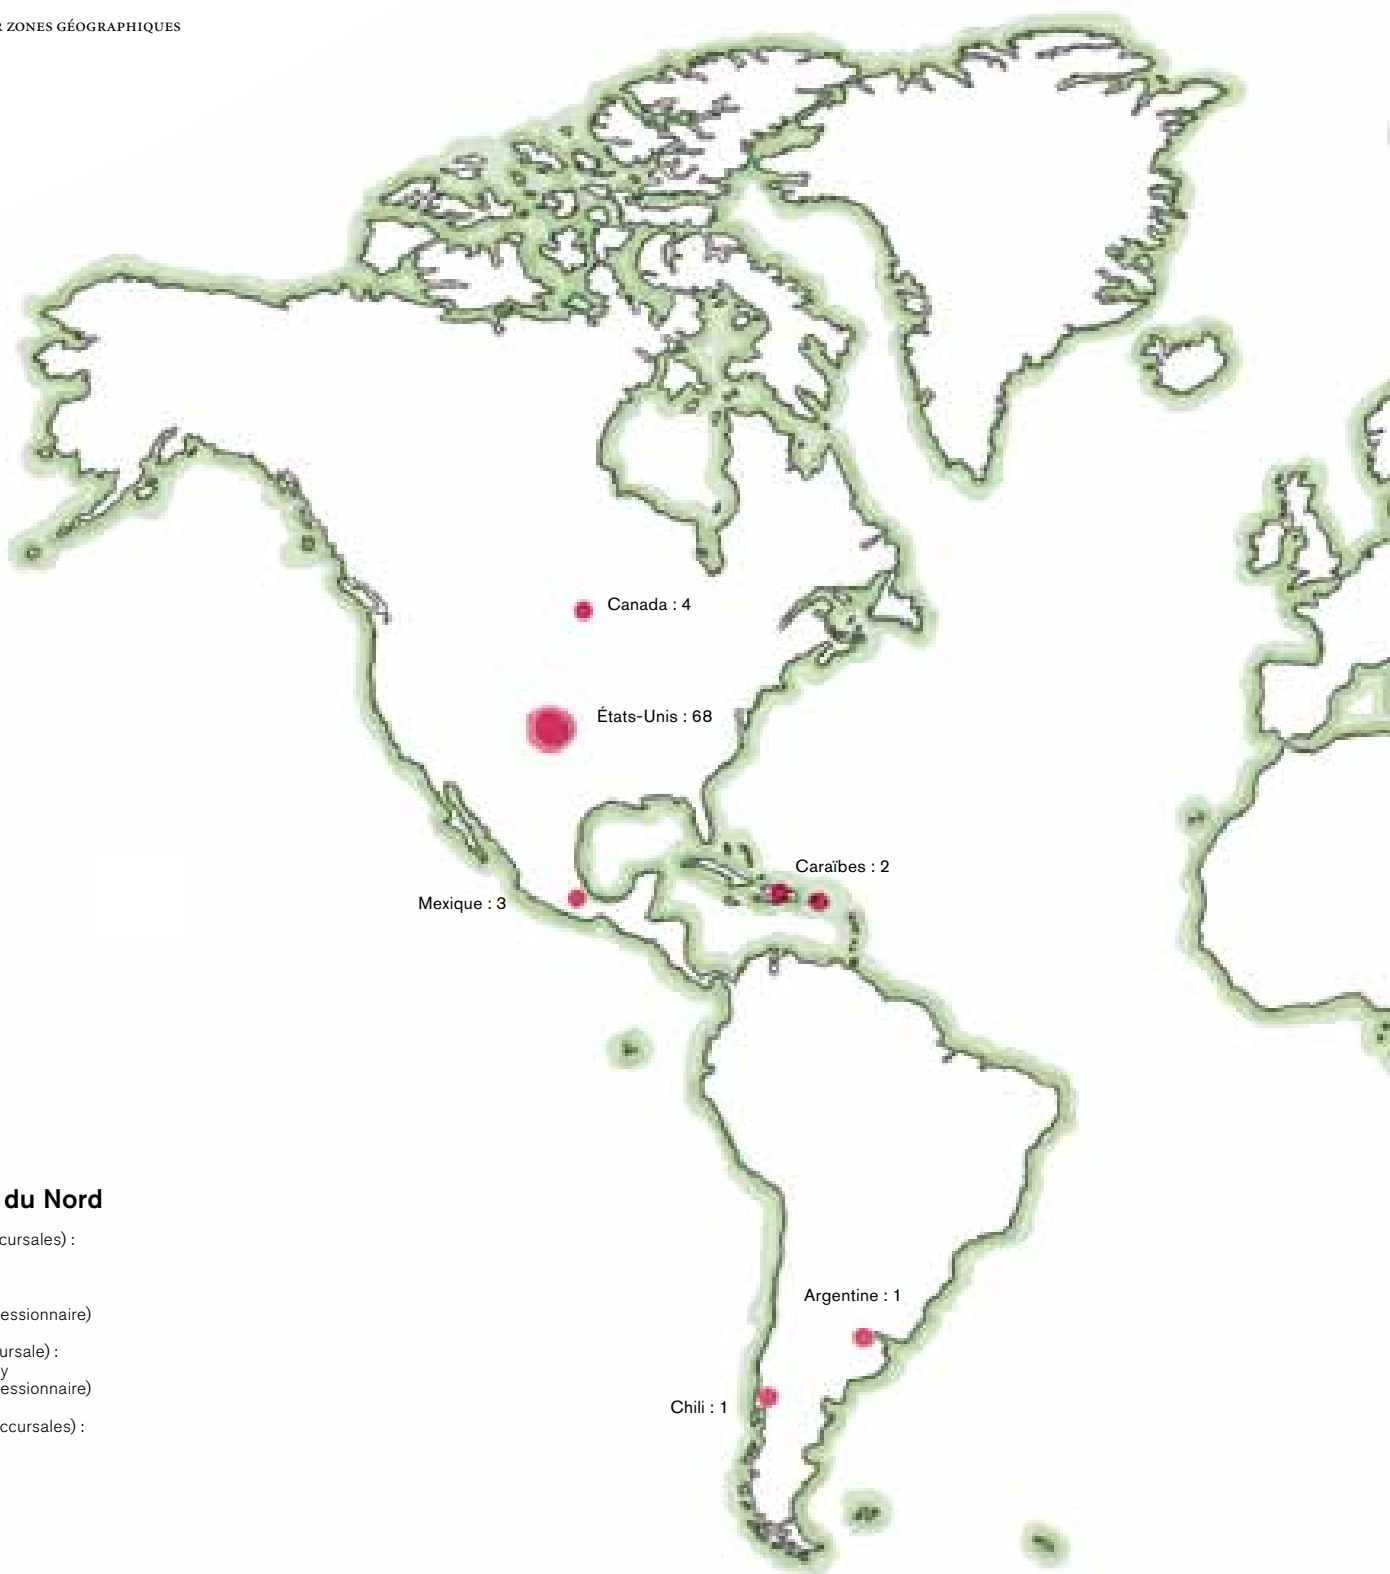 R ZONES GÉOGRAPHIQUES
Canada : 4
États-Unis : 68
Caraïbes : 2
Mexique : 3
du Nord
cursales) :
essionnaire)
ursale) :
y
essionnaire)
ccursales) :
Argentine : 1
Chili : 1